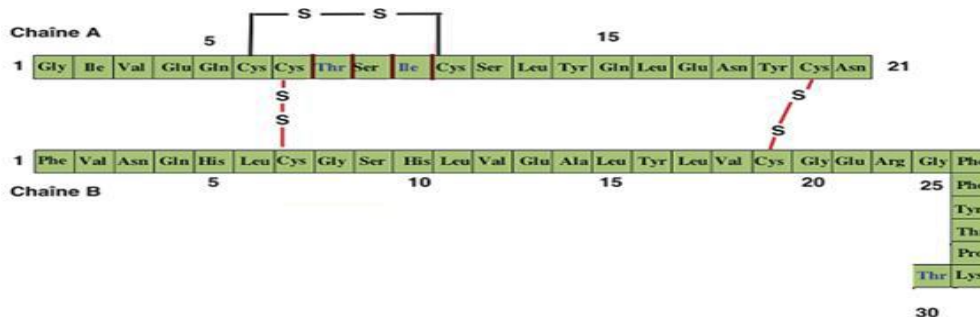 S S
Chaîne A
5 15
1 Gly Ile Val Glu Gln Cys Cys Thr Ser Ile Cys Ser Leu Tyr Gln Leu Glu Asn Tyr Cys Asn 21
S S
S S
1 Phe Val Asn Gln His Leu Cys Gly Ser His Leu Val Glu Ala Leu Tyr Leu Val Cys Gly Glu Arg Gly Phe
Chaîne B
5 10 15 20 25 Phe
Tyr
Th
Pro
Thr Lys
30